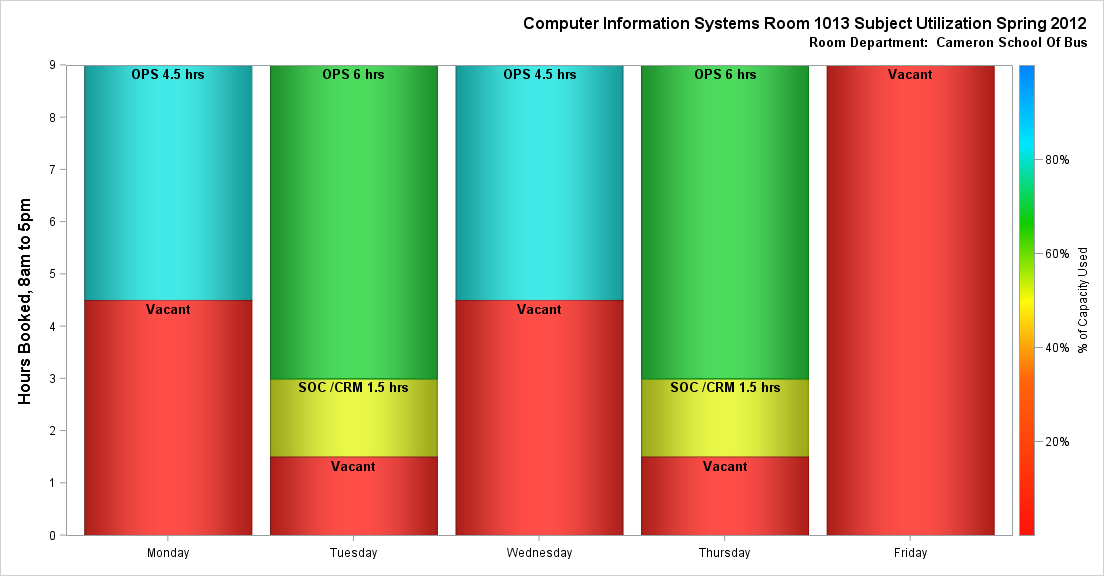 Computer Information Systems Room 1013 Subject Utilization Spring 2012
Room Department:  Cameron School Of Bus
Hours Booked, 8am to 5pm
9
8
7
6
5
4
3
2
1
0
OPS 4.5 hrs
Vacant
OPS 6 hrs
SOC /CRM 1.5 hrs
Vacant
OPS 4.5 hrs
Vacant
OPS 6 hrs
SOC /CRM 1.5 hrs
Vacant
Vacant
Monday
Tuesday
Wednesday
Thursday
Friday
80%
60%
40%
20%
% of Capacity Used